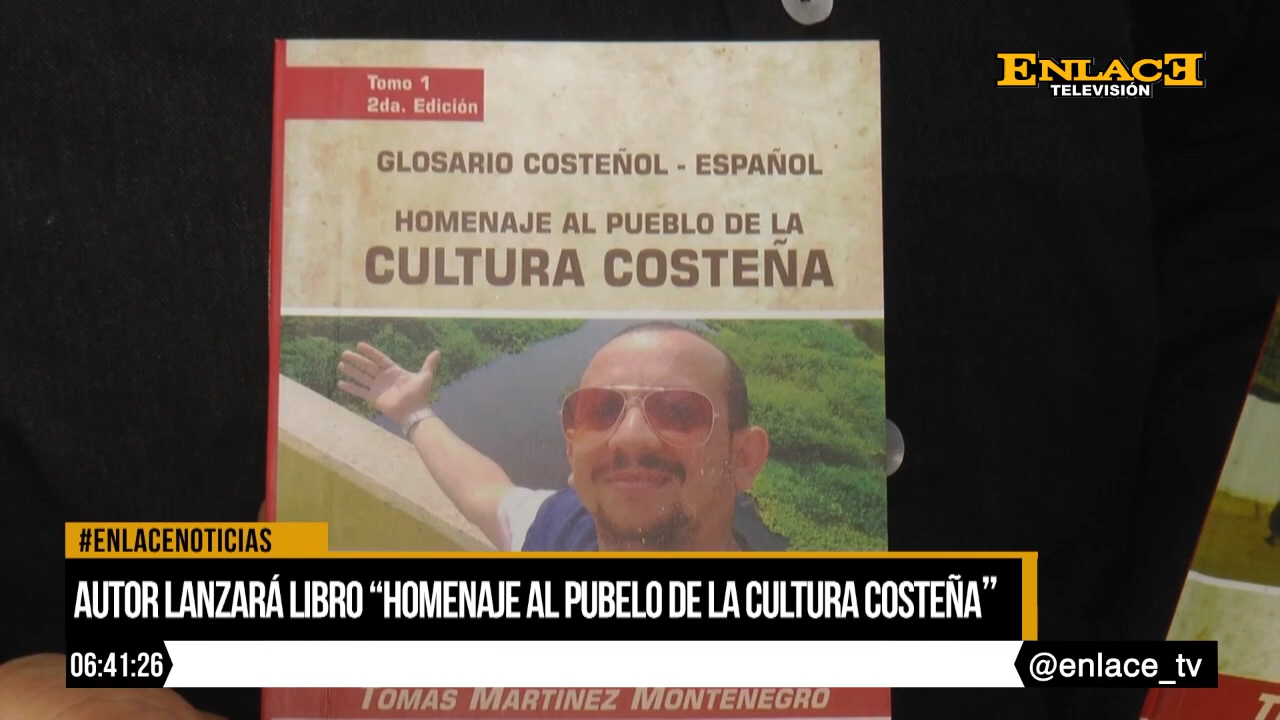 Tomo 1
2da. Edición
ENLACE
TELEVISIÓN
GLOSARIO COSTEÑOL - ESPAÑOL
HOMENAJE AL PUEBLO DE LA
CULTURA COSTEÑA
#ENLACENOTICIAS
AUTOR LANZARÁ LIBRO “HOMENAJE AL PUBELO DE LA CULTURA COSTEÑA”
06:41:26
@enlace_tv
TOMAS MARTINEZ MONTENEGRO